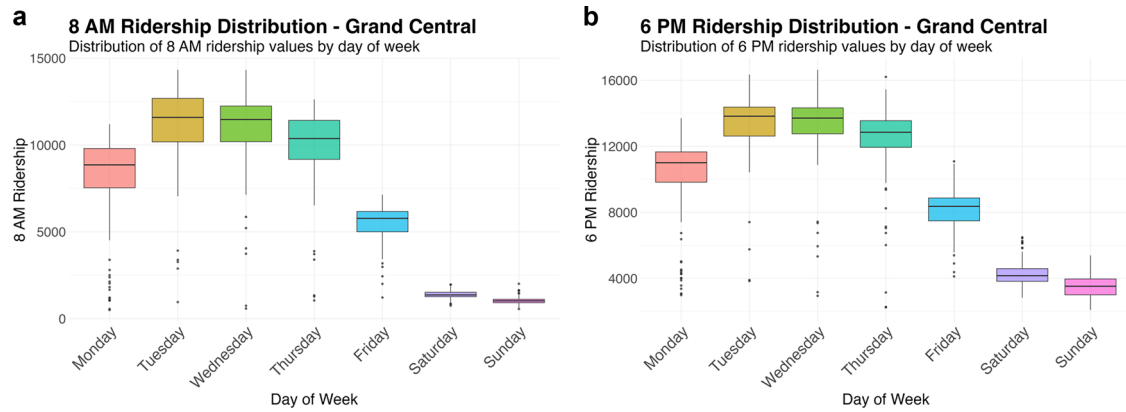 a
8 AM Ridership Distribution - Grand Central
Distribution of 8 AM ridership values by day of week
15000
10000
5000
0
8 AM Ridership
Monday
Tuesday
Wednesday
Thursday
Friday
Saturday
Sunday
Day of Week
b
6 PM Ridership Distribution - Grand Central
Distribution of 6 PM ridership values by day of week
16000
12000
8000
4000
6 PM Ridership
Monday
Tuesday
Wednesday
Thursday
Friday
Saturday
Sunday
Day of Week